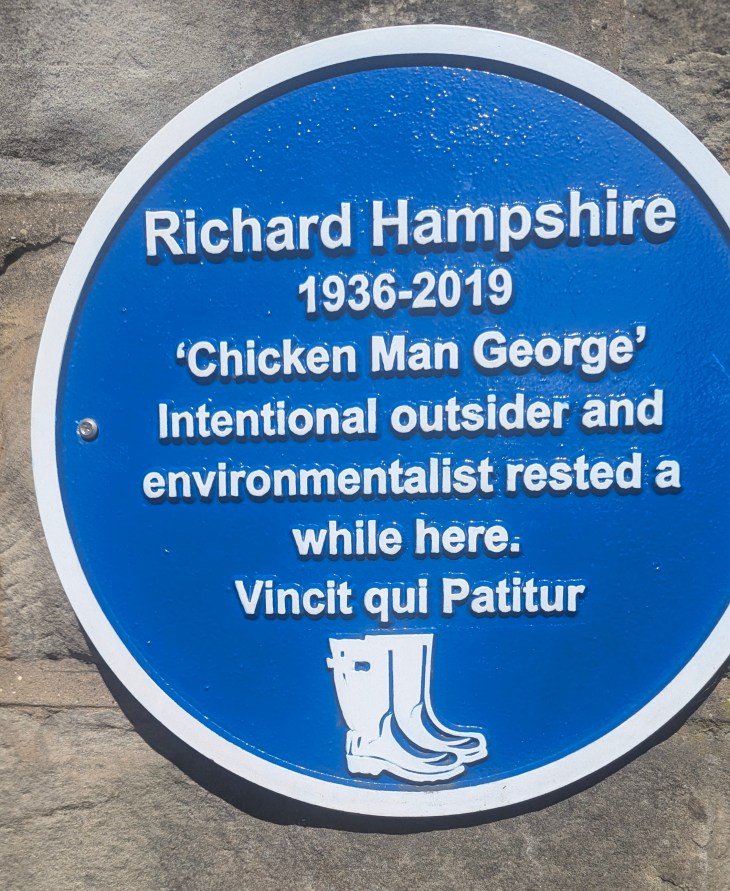 Richard Hampshire
1936-2019
‘Chicken Man George’
Intentional outsider and
environmentalist rested a
while here.
Vincit qui Patitur